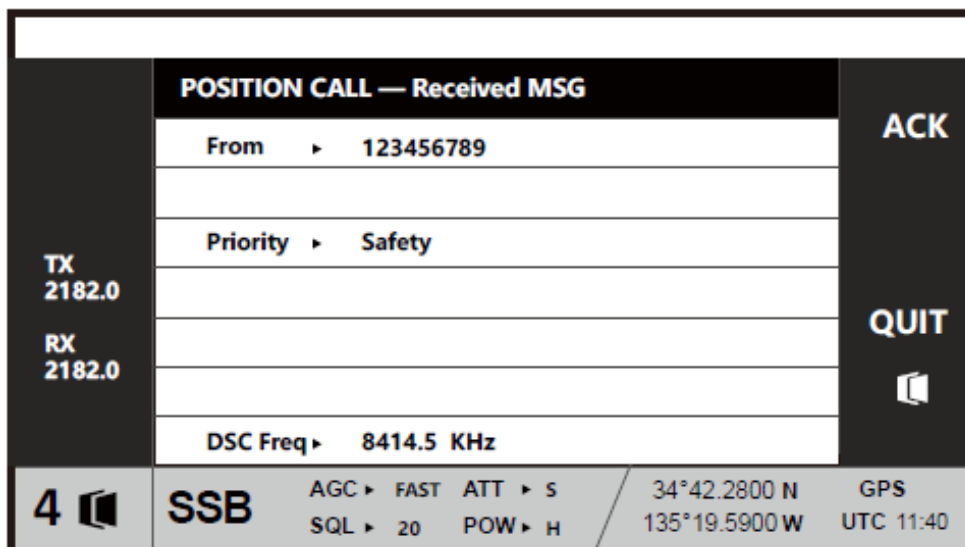 POSITION CALL — Received MSG
ACK
From ▸ 123456789
Priority ▸ Safety
TX
2182.0
RX
2182.0
QUIT
DSC Freq ▸ 8414.5 KHz
4
SSB
AGC ▸ FAST ATT ▸ S
SQL ▸ 20 POW ▸ H
34°42.2800 N
135°19.5900 W
GPS
UTC 11:40